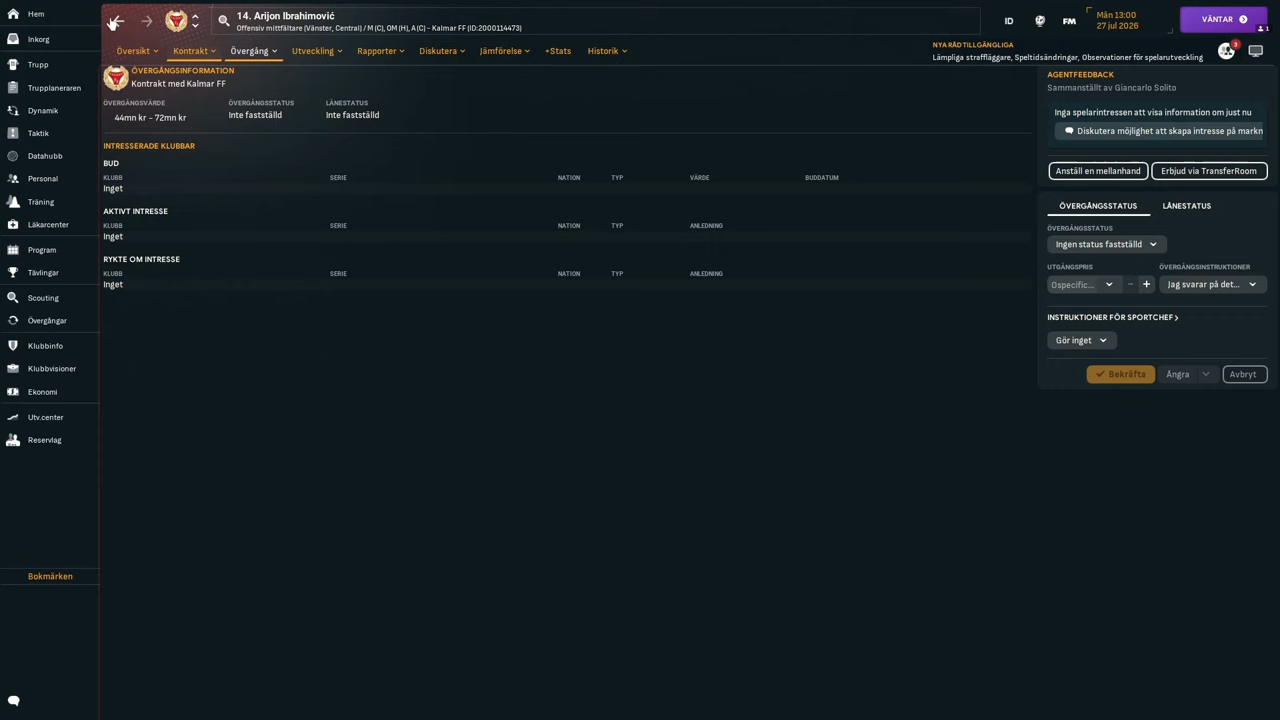 Hem
Inkorg
Trupp
Trupplaneraren
Dynamik
Taktik
Datahubb
Personal
Träning
Läkarcenter
Program
Tävlingar
Scouting
Övergångar
Klubbinfo
Klubbvisioner
Ekonomi
Utv.center
Reservlag
Bokmärken
14. Arijon Ibrahimović
Offensiv mittfältare (Vänster, Central) / M (C), OM (H), A (C) - Kalmar FF (ID:2000114473)
ID
FM
Mån 13:00
27 jul 2026
VÄNTAR
1
Översikt
Kontrakt
Övergång
Utveckling
Rapporter
Diskutera
Jämförelse
+Stats
Historik
NYA RÅD TILLGÄNGLIGA
Lämpliga straffläggare, Speltidsändringar, Observationer för spelarutveckling
3
ÖVERGÅNGSINFORMATION
Kontrakt med Kalmar FF
ÖVERGÅNGSVÄRDE
ÖVERGÅNGSSTATUS
LÅNESTATUS
44mn kr - 72mn kr
Inte fastställd
Inte fastställd
INTRESSERADE KLUBBAR
BUD
KLUBB SERIE NATION TYP VÄRDE BUDDATUM
Inget
AKTIVT INTRESSE
KLUBB SERIE NATION TYP ANLEDNING
Inget
RYKTE OM INTRESSE
KLUBB SERIE NATION TYP ANLEDNING
Inget
AGENTFEEDBACK
Sammanställt av Giancarlo Solito
Inga spelarintressen att visa information om just nu
Diskutera möjlighet att skapa intresse på markn
Anställ en mellanhand
Erbjud via TransferRoom
ÖVERGÅNGSSTATUS
LÅNESTATUS
ÖVERGÅNGSSTATUS
Ingen status fastställd
UTGÅNGSPRIS
ÖVERGÅNGSINSTRUKTIONER
Ospecific...
Jag svarar på det...
INSTRUKTIONER FÖR SPORTCHEF
Gör inget
Bekräfta
Ångra
Avbryt